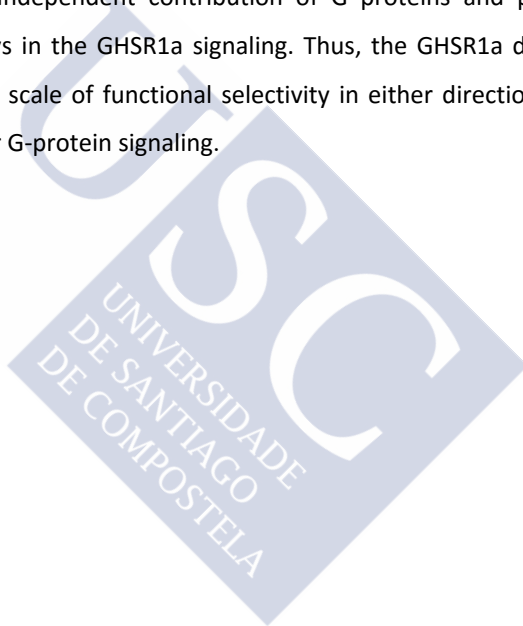 independent contribution of G proteins and
s in the GHSR1a signaling. Thus, the GHSR1a
scale of functional selectivity in either
G-protein signaling.
USC
UNIVERSIDADE
DE SANTIAGO
DE COMPOSTELA